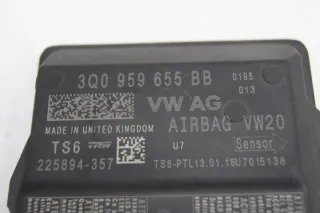 3Q0 959 655 BB 0195
013
VW AG
MADE IN UNITED KINGDOM AIRBAG VW20
TS6 TRW U7 Sensor
225894-357 TS6-PTL13.01.16U7015138